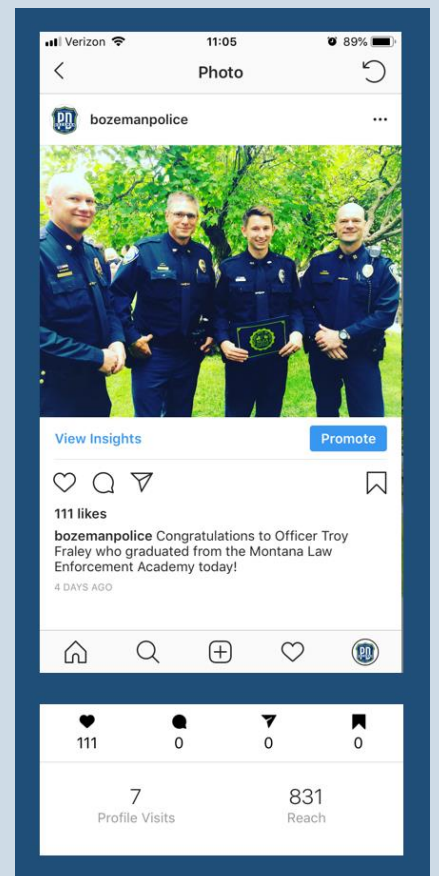 Verizon 11:05 89%
Photo
PD bozemanpolice
View Insights Promote
111 likes
bozemanpolice Congratulations to Officer Troy
Fraley who graduated from the Montana Law
Enforcement Academy today!
4 DAYS AGO
PD
111 0 0 0
7 831
Profile Visits Reach